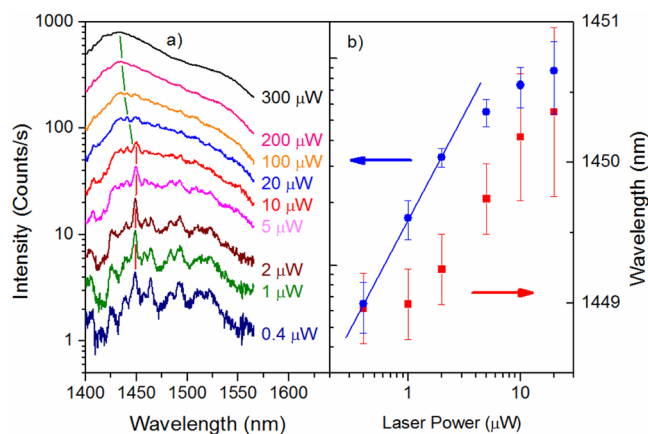 a)
b)
1000
100
10
1
Intensity (Counts/s)
300 μW
200 μW
100 μW
20 μW
10 μW
5 μW
2 μW
1 μW
0.4 μW
1400 1450 1500 1550 1600
Wavelength (nm)
1 10
Laser Power (μW)
1451
1450
1449
Wavelength (nm)